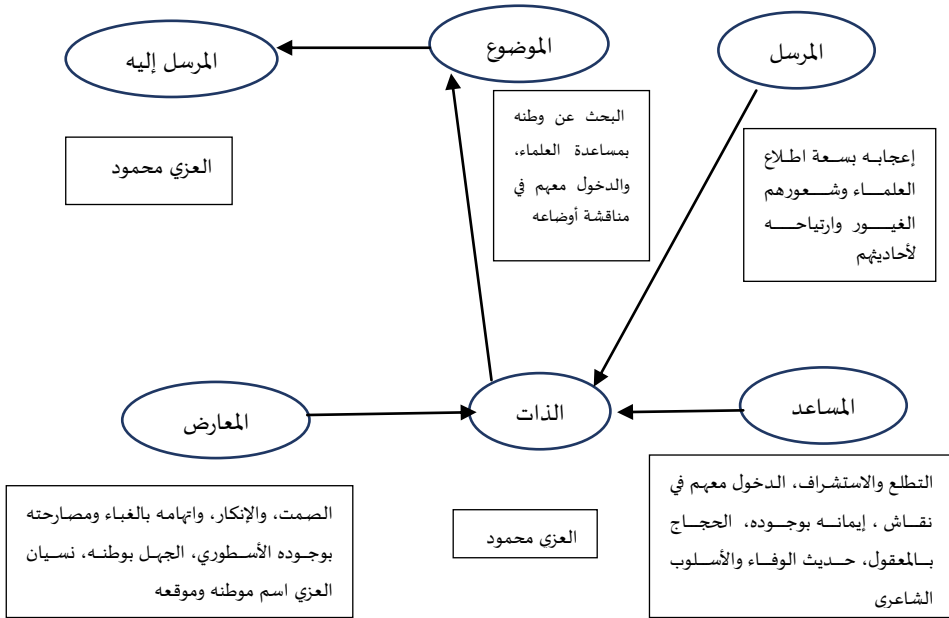 المرسل
الموضوع
المرسل إليه
إعجابه بسعة اطلاع
العلماء وشعورهم
الغيور وارتياحه
لأحاديثهم
البحث عن وطنه
بمساعدة العلماء،
والدخول معهم في
مناقشة أوضاعه
العزي محمود
المساعد
الذات
المعارض
التطلع والاستشراف، الدخول معهم في
نقاش ، إيمانه بوجوده، الحجاج
بالمعقول، حديث الوفاء والأسلوب
الشاعري
العزي محمود
الصمت، والإنكار، واتهامه بالغباء ومصارحته
بوجوده الأسطوري، الجهل بوطنه، نسيان
العزي اسم موطنه وموقعه